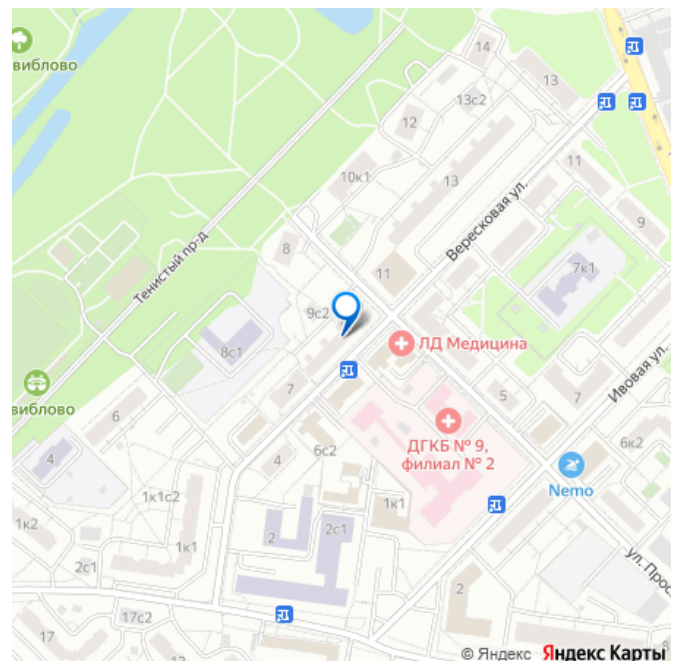 виблово
14
13
13с2
12
11
10к1
13
Вересковая ул.
9
8
11
7к1
Тенистый пр-д
9с2
ЛД Медицина
8с1
Ивовая ул.
7
5
7
виблово
6
ДГКБ № 9,
филиал № 2
6к2
4
6с2
4
Nemo
1к1с2
1к1
1к2
2с1
2
1к1
2с1
ул. Прос
17с2
2
17
8
© Яндекс Яндекс Карты